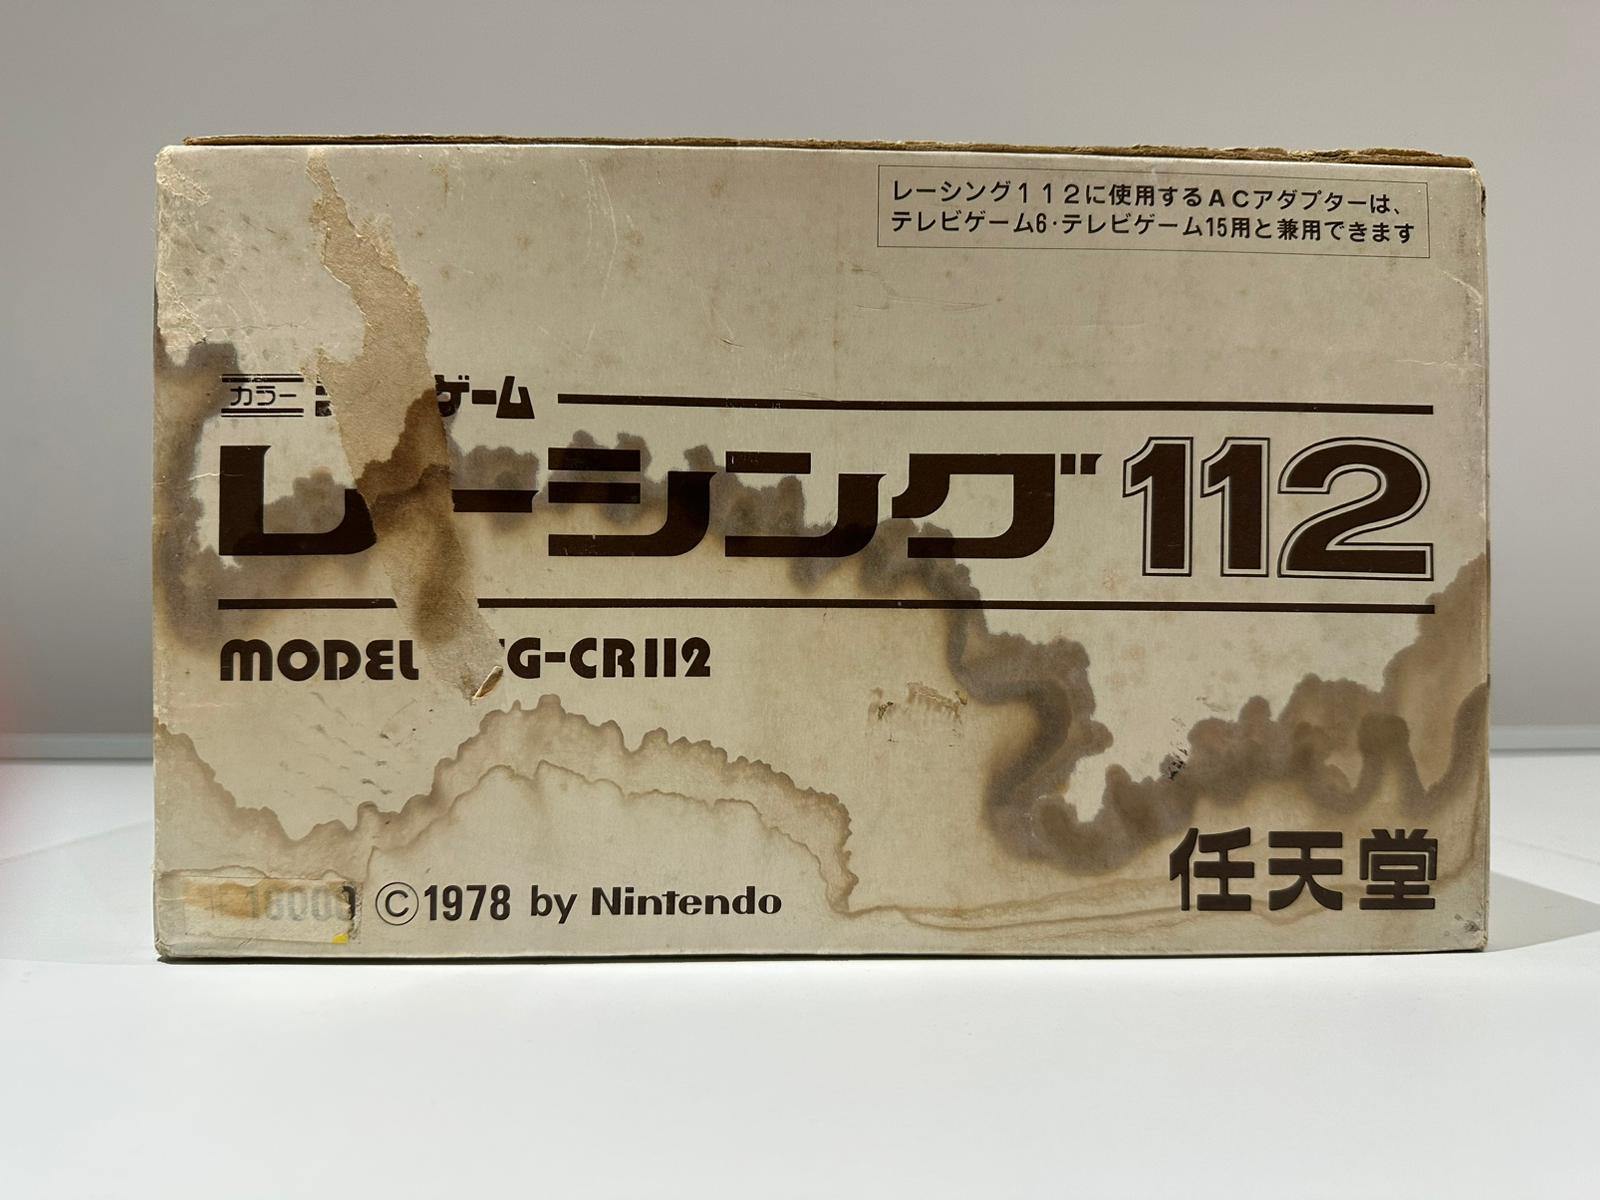 レーシング112に使用するACアダプターは、
テレビゲーム6・テレビゲーム15用と兼用できます
カラー ゲーム
レーシング112
MODEL G-CR112
任天堂
©1978 by Nintendo